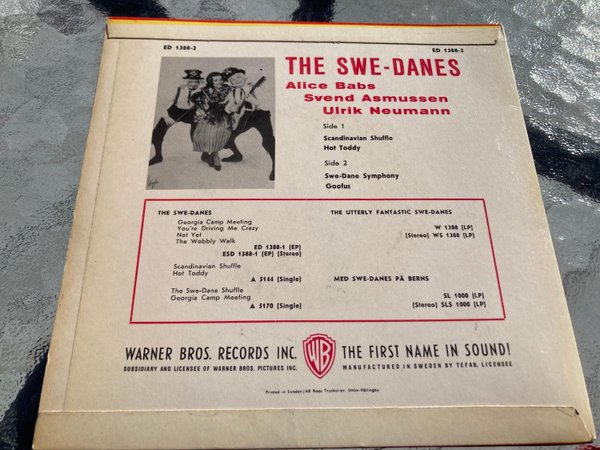 ED 1388-2
ED 1388-2
THE SWE-DANES
Alice Babs
Svend Asmussen
Ulrik Neumann
Side 1
Scandinavian Shuffle
Hot Toddy
Side 2
Swe-Dane Symphony
Goofus
THE SWE-DANES
Georgia Camp Meeting
You're Driving Me Crazy
Not Yet
The Wobbly Walk
ED 1388-1 (EP)
ESD 1388-1 (EP) (Stereo)
Scandinavian Shuffle
Hot Toddy
A 5144 (Single)
The Swe-Dane Shuffle
Georgia Camp Meeting
A 5170 (Single)
THE UTTERLY FANTASTIC SWE-DANES
W 1388 (LP)
(Stereo) WS 1388 (LP)
MED SWE-DANES PÅ BERNS
SL 1000 (LP)
(Stereo) SLS 1000 (LP)
WARNER BROS. RECORDS INC.
SUBSIDIARY AND LICENSEE OF WARNER BROS. PICTURES INC.
WB
THE FIRST NAME IN SOUND!
MANUFACTURED IN SWEDEN BY TEFAB, LICENSEE
Printed in Sweden/AB Roos Tryckerier, Sthlm-Vällingby